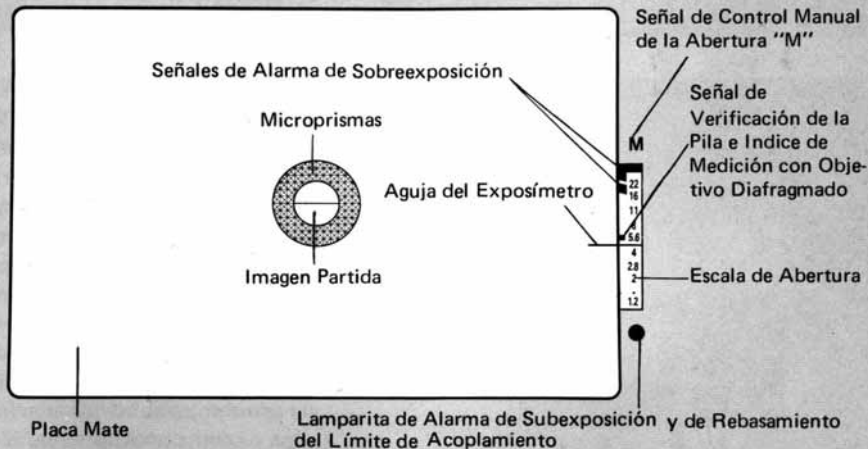 Señal de Control Manual
de la Abertura "M"
Señales de Alarma de Sobreexposición
Señal de
Verificación de la
Pila e Indice de
Medición con Obje-
tivo Diafragmado
Microprismas
M
Aguja del Exposímetro
22
16
11
8
5.6
4
2.8
2
1.2
Imagen Partida
Escala de Abertura
Placa Mate
Lamparita de Alarma de Subexposición y de Rebasamiento
del Límite de Acoplamiento